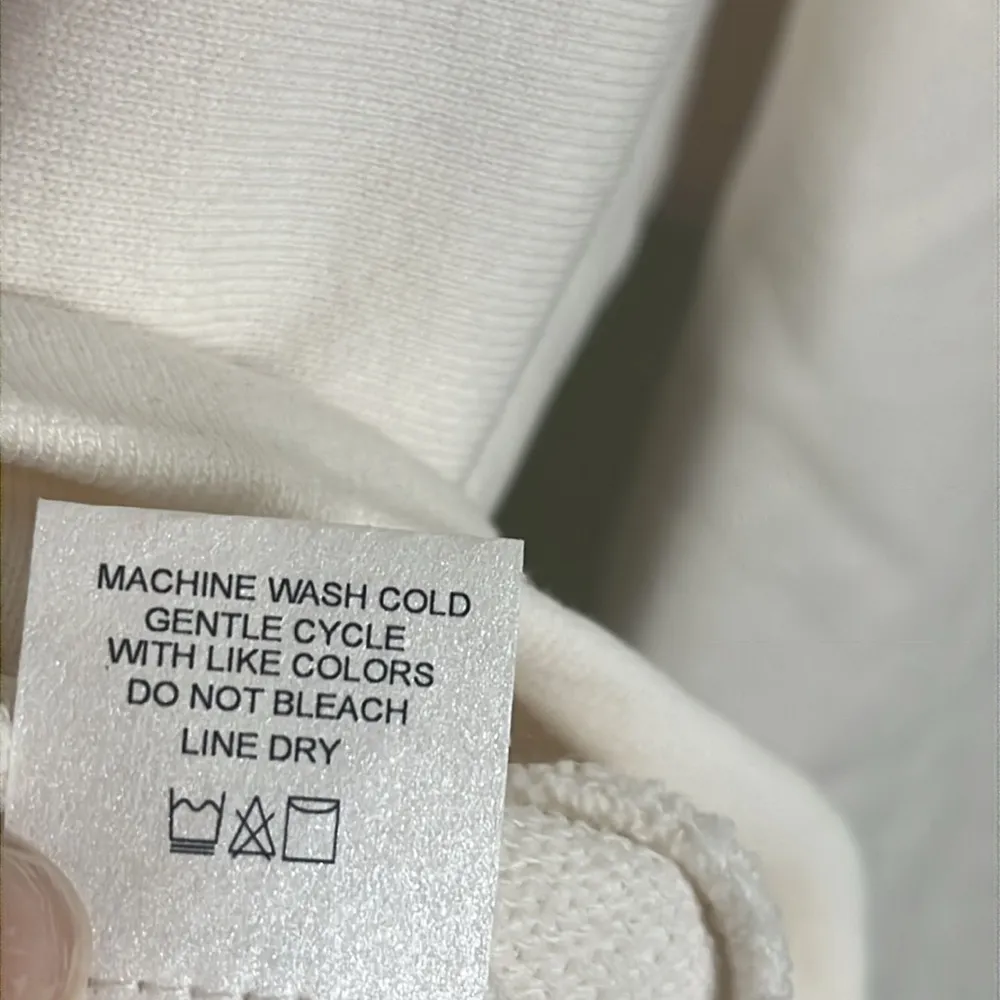 MACHINE WASH COLD
GENTLE CYCLE
WITH LIKE COLORS
DO NOT BLEACH
LINE DRY